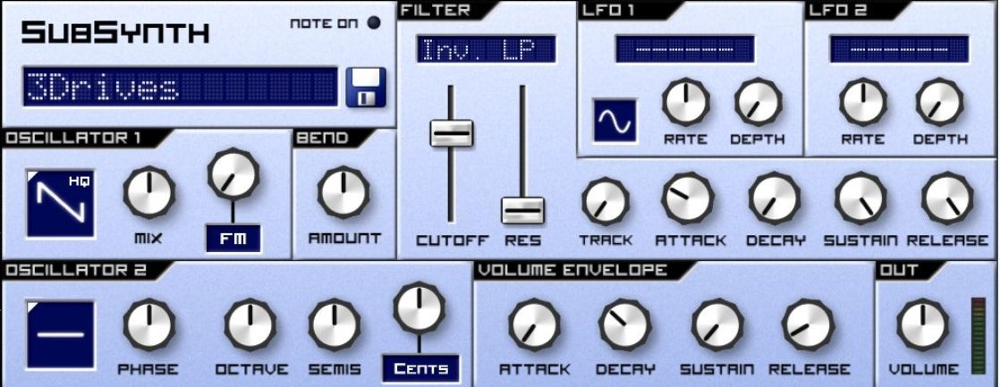 SubSynth
NOTE ON
3Drives
FILTER
Inv. LP
CUTOFF RES
LFO 1
------
RATE DEPTH
LFO 2
------
RATE DEPTH
OSCILLATOR 1
HQ
MIX
FM
BEND
AMOUNT
TRACK ATTACK DECAY SUSTAIN RELEASE
OSCILLATOR 2
PHASE OCTAVE SEMIS Cents
VOLUME ENVELOPE
ATTACK DECAY SUSTAIN RELEASE
OUT
VOLUME